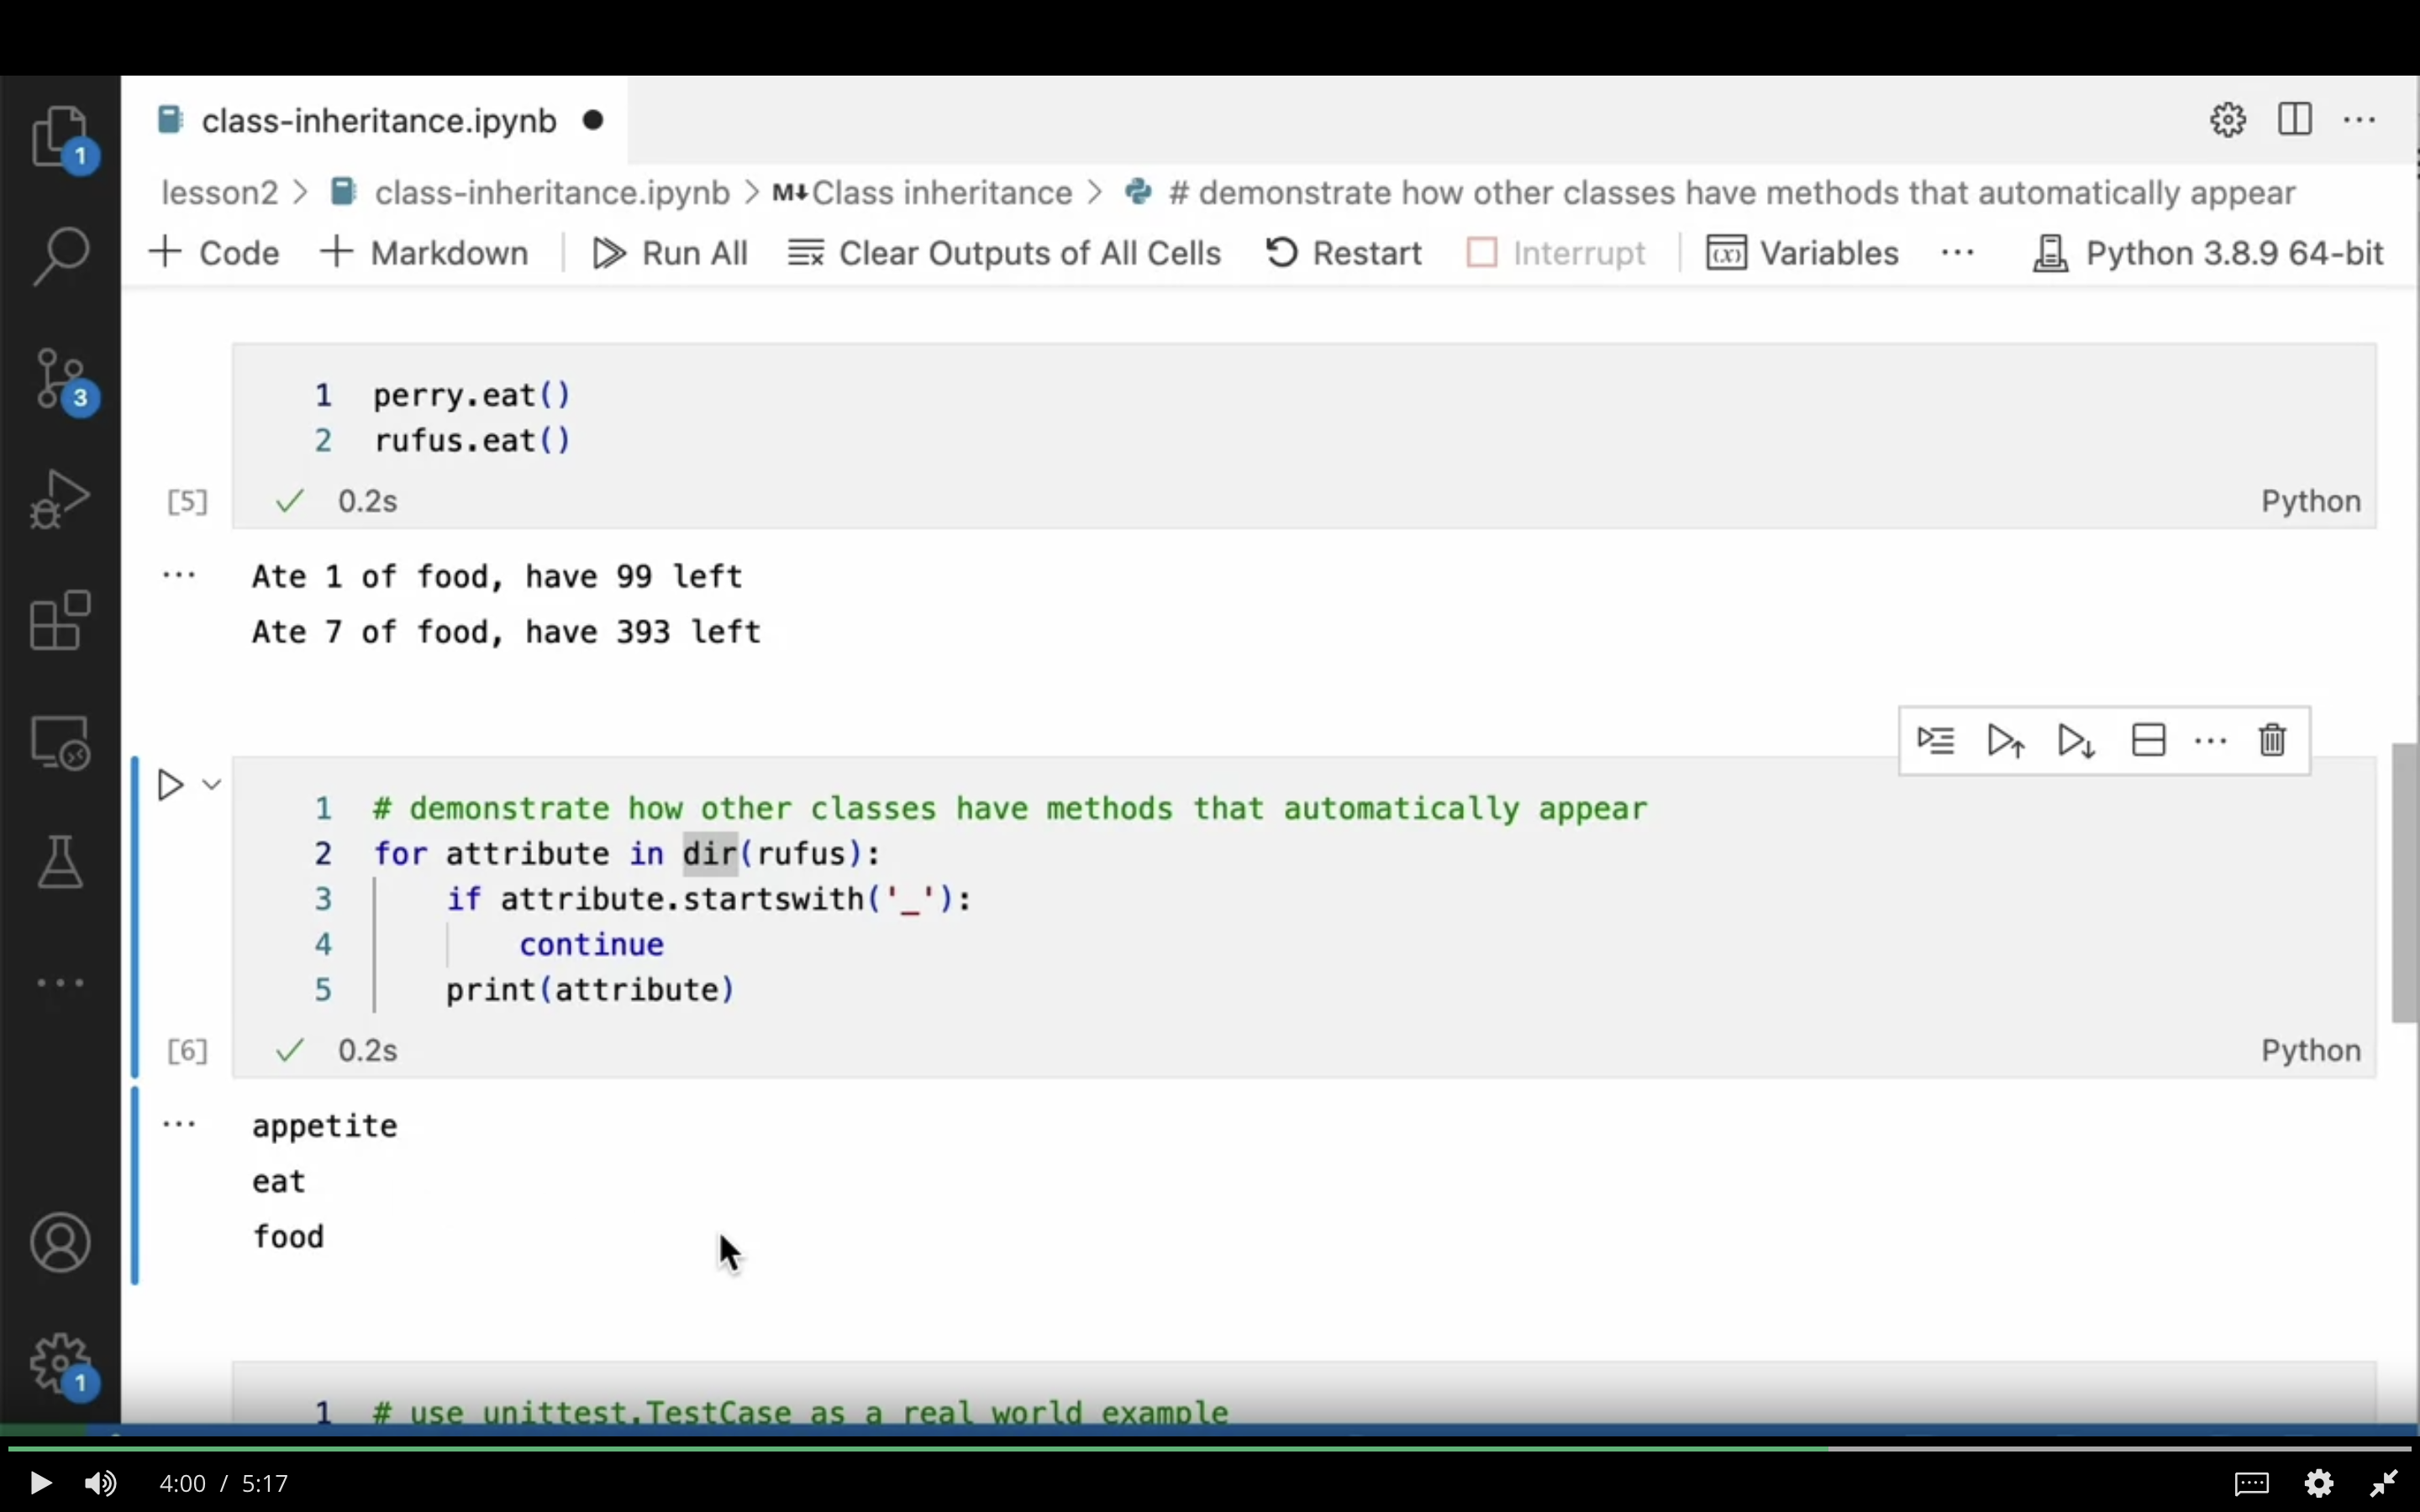 class-inheritance.ipynb
lesson2 > class-inheritance.ipynb > M↓Class inheritance > # demonstrate how other classes have methods that automatically appear
+ Code + Markdown Run All Clear Outputs of All Cells Restart Interrupt Variables ... Python 3.8.9 64-bit
1
3
1 perry.eat()
2 rufus.eat()
[5] ✓ 0.2s Python
... Ate 1 of food, have 99 left
Ate 7 of food, have 393 left
1 # demonstrate how other classes have methods that automatically appear
2 for attribute in dir(rufus):
3     if attribute.startswith('_'):
4         continue
5     print(attribute)
[6] ✓ 0.2s Python
... appetite
eat
food
1
1 # use unittest.TestCase as a real world example
4:00 / 5:17